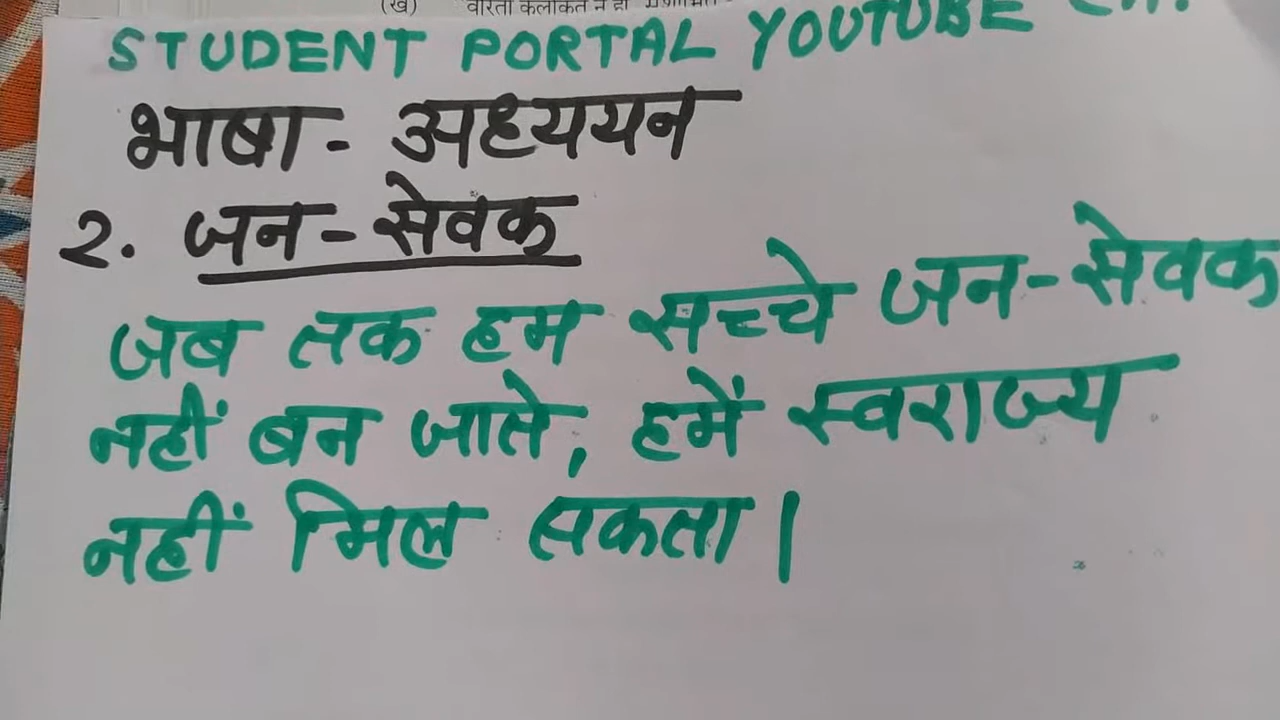 (ख)
STUDENT PORTAL YOUTUBE
भाषा - अध्ययन
२. जन - सेवक
जब तक हम सच्चे जन - सेवक
नहीं बन जाते, हमें स्वराज्य
नहीं मिल सकता।